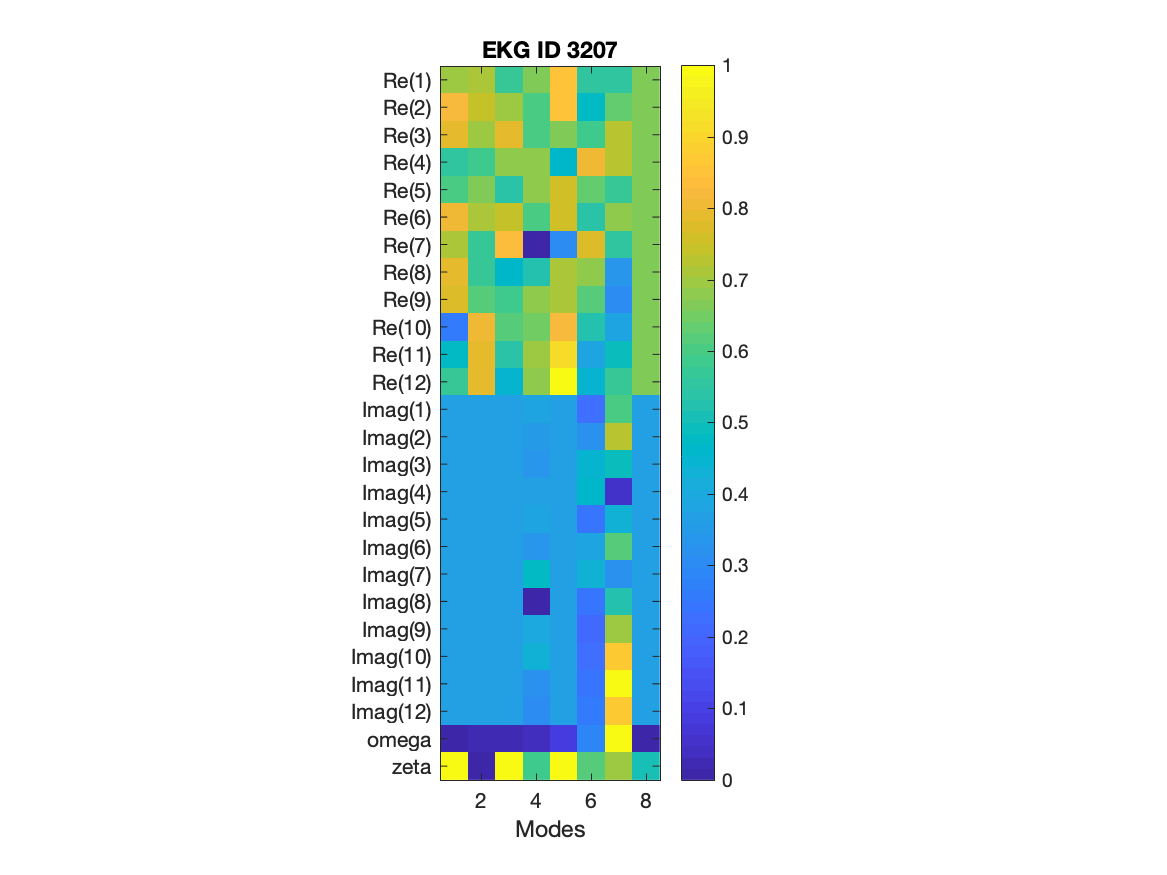 EKG ID 3207
Re(1)
Re(2)
Re(3)
Re(4)
Re(5)
Re(6)
Re(7)
Re(8)
Re(9)
Re(10)
Re(11)
Re(12)
Imag(1)
Imag(2)
Imag(3)
Imag(4)
Imag(5)
Imag(6)
Imag(7)
Imag(8)
Imag(9)
Imag(10)
Imag(11)
Imag(12)
omega
zeta
2 4 6 8
Modes
1
0.9
0.8
0.7
0.6
0.5
0.4
0.3
0.2
0.1
0